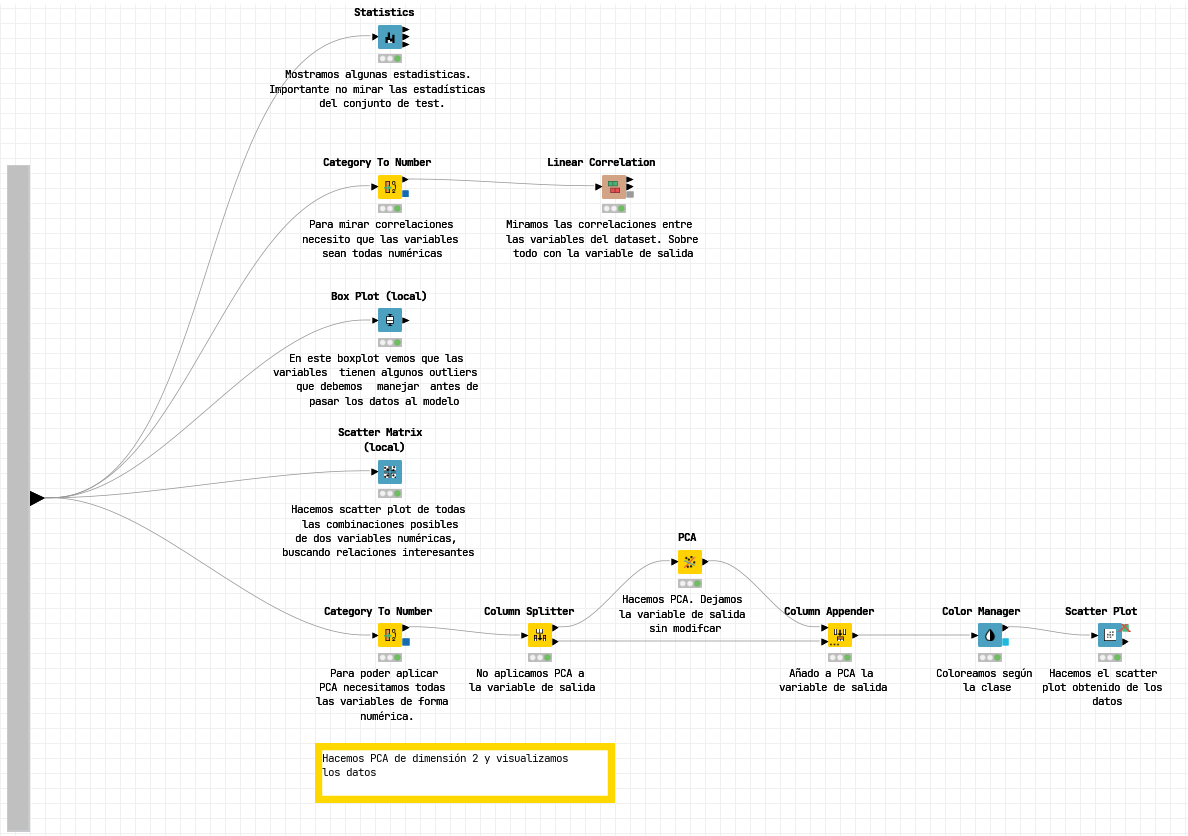 Statistics
Mostramos algunas estadisticas.
Importante no mirar las estadísticas
del conjunto de test.
Category To Number
Para mirar correlaciones
necesito que las variables
sean todas numéricas
Linear Correlation
Miramos las correlaciones entre
las variables del dataset. Sobre
todo con la variable de salida
Box Plot (local)
En este boxplot vemos que las
variables tienen algunos outliers
que debemos manejar antes de
pasar los datos al modelo
Scatter Matrix
(local)
Hacemos scatter plot de todas
las combinaciones posibles
de dos variables numéricas,
buscando relaciones interesantes
PCA
Hacemos PCA. Dejamos
la variable de salida
sin modifcar
Category To Number
Para poder aplicar
PCA necesitamos todas
las variables de forma
numérica.
Column Splitter
No aplicamos PCA a
la variable de salida
Column Appender
Añado a PCA la
variable de salida
Color Manager
Coloreamos según
la clase
Scatter Plot
Hacemos el scatter
plot obtenido de los
datos
Hacemos PCA de dimensión 2 y visualizamos
los datos